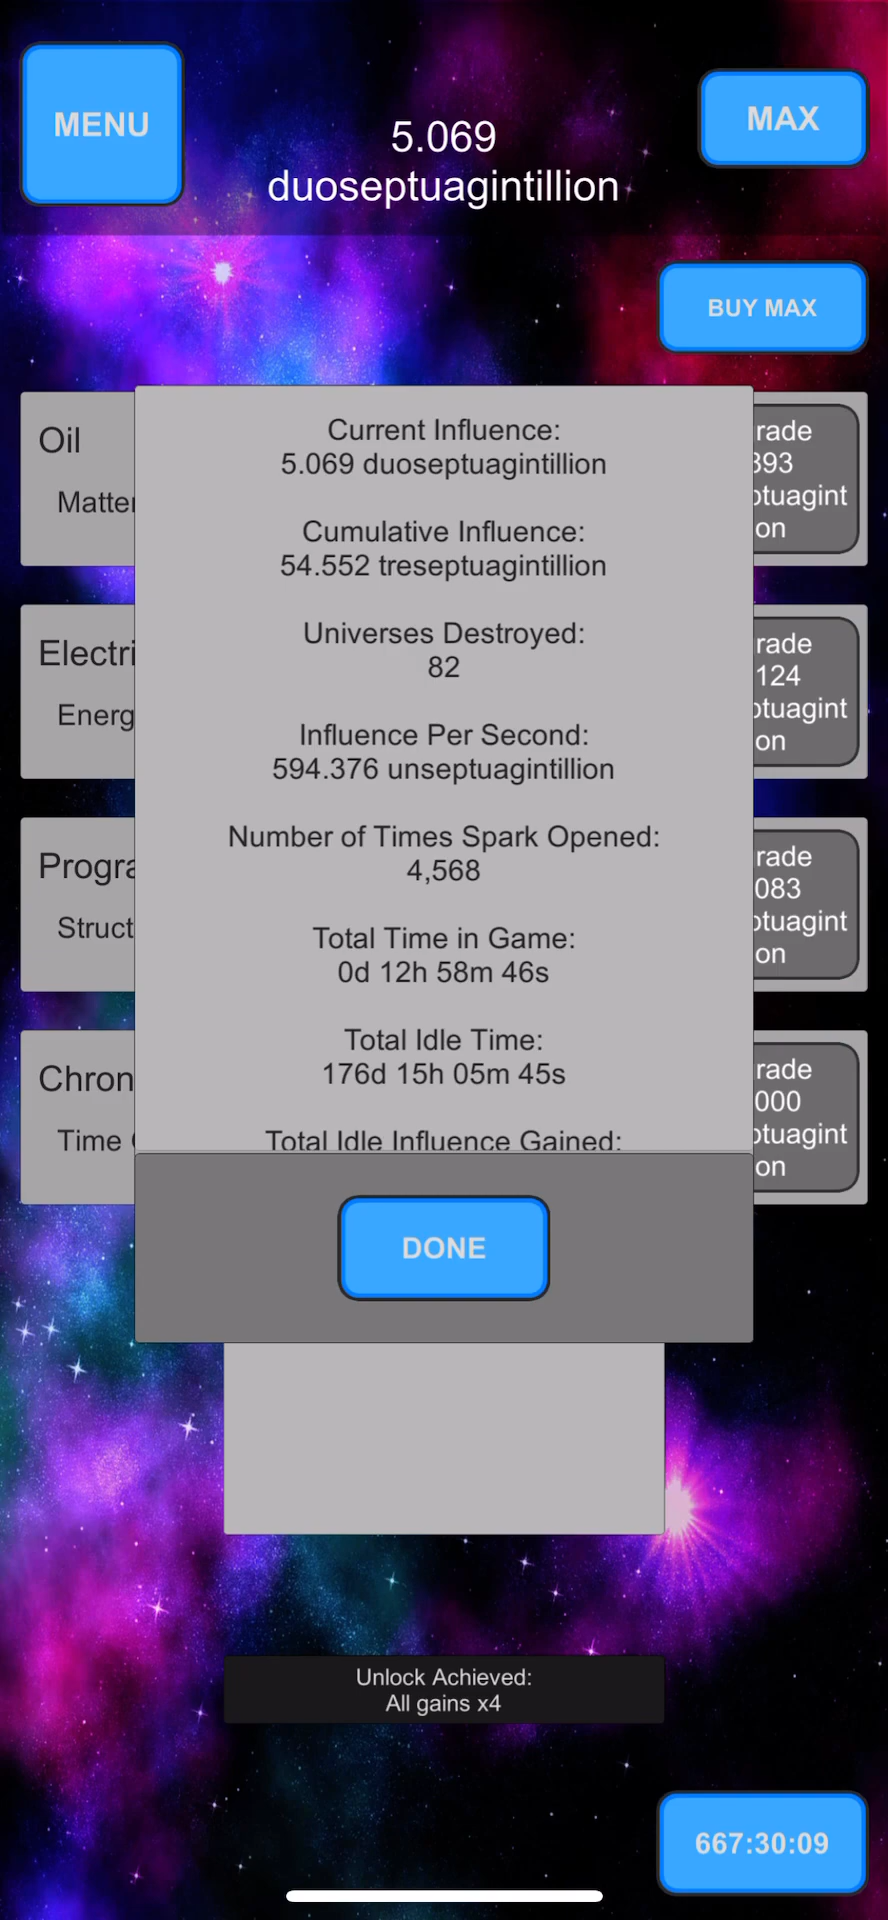 MENU
5.069
duoseptuagintillion
MAX
BUY MAX
Oil
Matter
Electri
Energ
Progra
Struct
Chron
Time
rade
393
ptuagint
on
rade
124
ptuagint
on
rade
083
ptuagint
on
rade
000
ptuagint
on
Current Influence:
5.069 duoseptuagintillion
Cumulative Influence:
54.552 treseptuagintillion
Universes Destroyed:
82
Influence Per Second:
594.376 unseptuagintillion
Number of Times Spark Opened:
4,568
Total Time in Game:
0d 12h 58m 46s
Total Idle Time:
176d 15h 05m 45s
Total Idle Influence Gained:
DONE
Unlock Achieved:
All gains x4
667:30:09